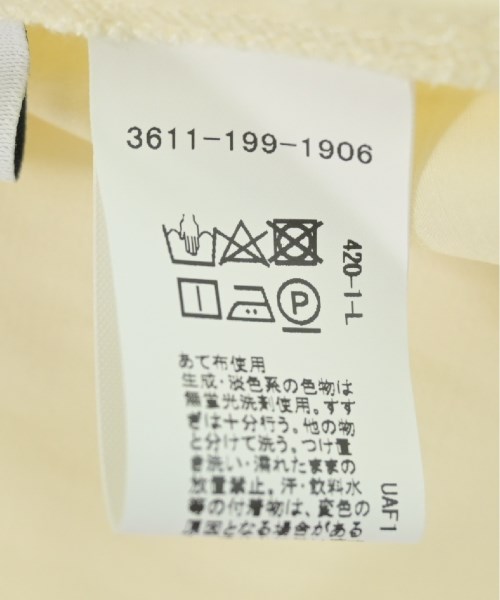 3611-199-1906
420-1-L
P
あて布使用
生成・淡色系の色物は
無蛍光洗剤使用。すす
ぎは十分行う。他の物
と分けて洗う。つけ置
き洗い・濡れたままの
放置禁止。汗・飲料水
等の付着物は、変色の
原因となる場合がある
UAF1